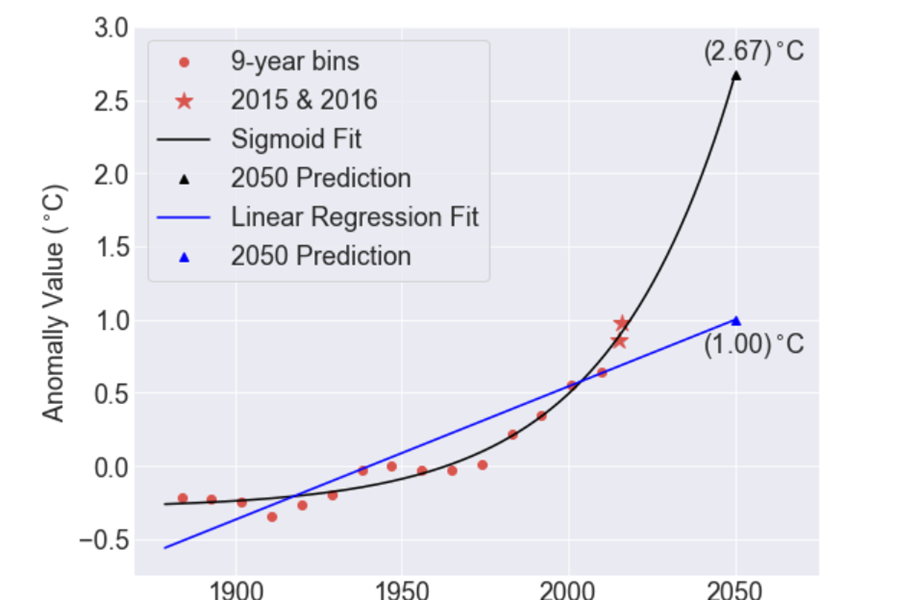 3.0
2.5
2.0
1.5
1.0
0.5
0.0
−0.5
Anomally Value (°C)
9-year bins
2015 & 2016
Sigmoid Fit
2050 Prediction
Linear Regression Fit
2050 Prediction
(2.67)°C
(1.00)°C
1900
1950
2000
2050